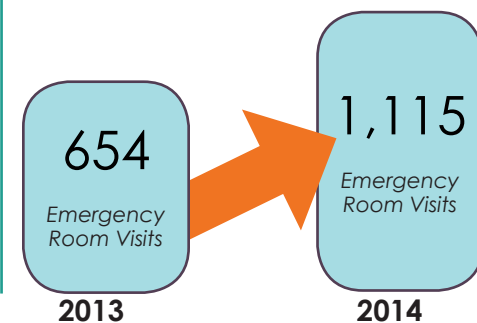 654
Emergency
Room Visits
2013
1,115
Emergency
Room Visits
2014